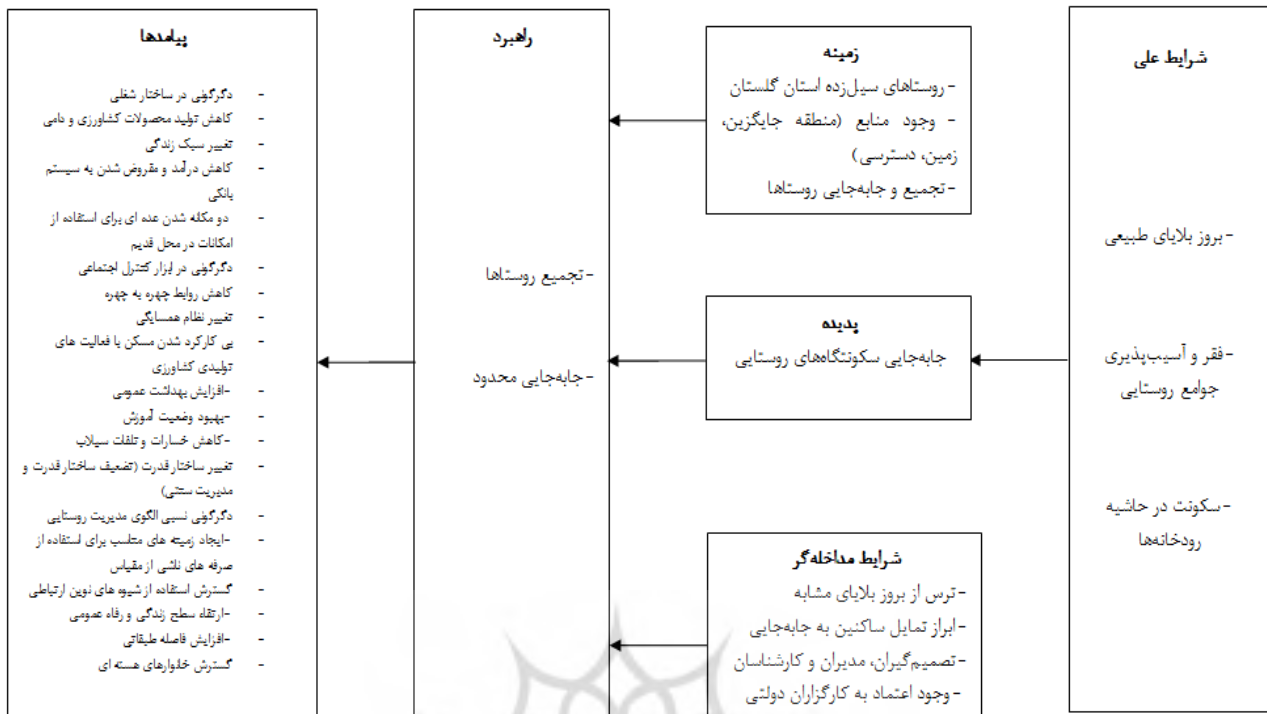 شرایط علی
-بروز بلایای طبیعی
-فقر و آسیب‌پذیری
جوامع روستایی
-سکونت در حاشیه
رودخانه‌ها
زمینه
-روستاهای سیل‌زده استان گلستان
- وجود منابع (منطقه جایگزین،
زمین، دسترسی)
-تجمیع و جابه‌جایی روستاها
پدیده
جابه‌جایی سکونتگاه‌های روستایی
شرایط مداخله‌گر
-ترس از بروز بلایای مشابه
-ابراز تمایل ساکنین به جابه‌جایی
-تصمیم‌گیران، مدیران و کارشناسان
-وجود اعتماد به کارگزاران دولتی
راهبرد
-تجمیع روستاها
-جابه‌جایی محدود
پیامدها
- دگرگونی در ساختار شغلی
- کاهش تولید محصولات کشاورزی و دامی
- تغییر سبک زندگی
- کاهش درآمد و مقروض شدن به سیستم
بانکی
- دو مکانه شدن عده ای برای استفاده از
امکانات در محل قدیم
- دگرگونی در ابزار کنترل اجتماعی
- کاهش روابط چهره به چهره
- تغییر نظام همسایگی
- بی کارکرد شدن مسکن با فعالیت های
تولیدی کشاورزی
- -افزایش بهداشت عمومی
- -بهبود وضعیت آموزش
- -کاهش خسارات و تلفات سیلاب
- تغییر ساختار قدرت (تضعیف ساختار قدرت و
مدیریت سنتی)
- دگرگونی نسبی الگوی مدیریت روستایی
- -ایجاد زمینه های مناسب برای استفاده از
صرفه های ناشی از مقیاس
- گسترش استفاده از شیوه های نوین ارتباطی
- -ارتقاء سطح زندگی و رفاه عمومی
- -افزایش فاصله طبقاتی
- گسترش خانوارهای هسته ای